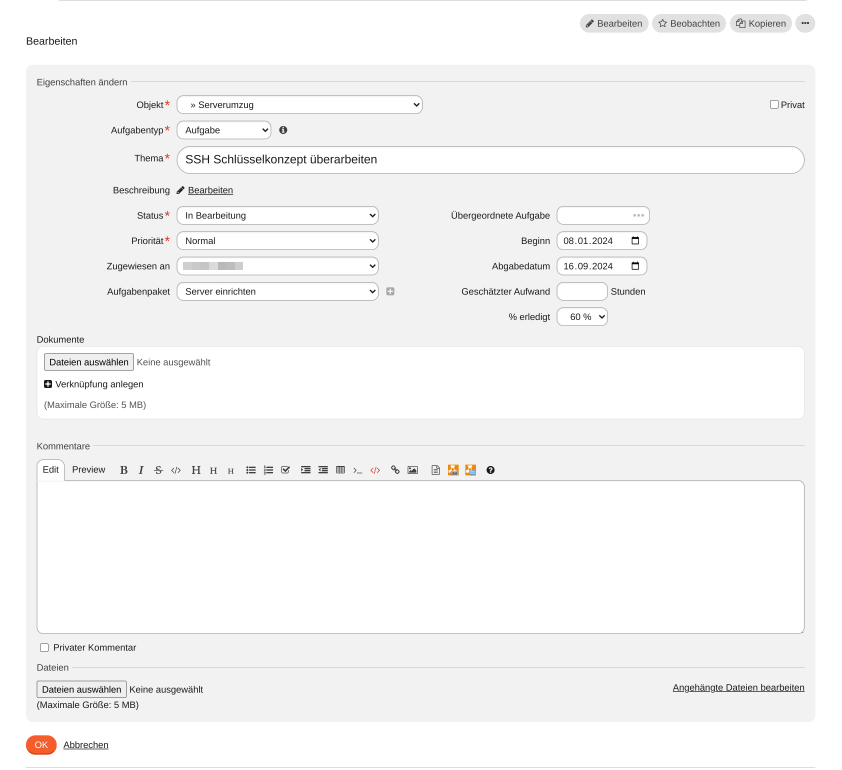 Bearbeiten Beobachten Kopieren
Bearbeiten
Eigenschaften ändern
Objekt* » Serverumzug Privat
Aufgabentyp* Aufgabe
Thema* SSH Schlüsselkonzept überarbeiten
Beschreibung Bearbeiten
Status* In Bearbeitung Übergeordnete Aufgabe
Priorität* Normal Beginn 08.01.2024
Zugewiesen an Abgabedatum 16.09.2024
Aufgabenpaket Server einrichten Geschätzter Aufwand Stunden
% erledigt 60 %
Dokumente
Dateien auswählen Keine ausgewählt
Verknüpfung anlegen
(Maximale Größe: 5 MB)
Kommentare
Edit Preview B I S </> H H H >_ </>
Privater Kommentar
Dateien
Dateien auswählen Keine ausgewählt Angehängte Dateien bearbeiten
(Maximale Größe: 5 MB)
OK Abbrechen